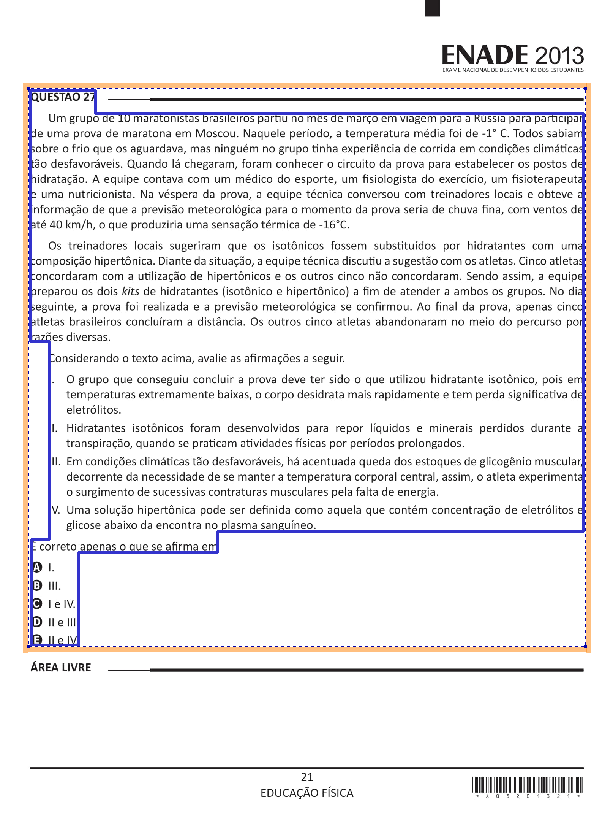 ENADE 2013
EXAME NACIONAL DE DESEMPENHO DOS ESTUDANTES
QUESTÃO 27
Um grupo de 10 maratonistas brasileiros partiu no mês de março em viagem para a Rússia para participar
de uma prova de maratona em Moscou. Naquele período, a temperatura média foi de -1° C. Todos sabiam
sobre o frio que os aguardava, mas ninguém no grupo tinha experiência de corrida em condições climáticas
tão desfavoráveis. Quando lá chegaram, foram conhecer o circuito da prova para estabelecer os postos de
hidratação. A equipe contava com um médico do esporte, um fisiologista do exercício, um fisioterapeuta
e uma nutricionista. Na véspera da prova, a equipe técnica conversou com treinadores locais e obteve a
informação de que a previsão meteorológica para o momento da prova seria de chuva fina, com ventos de
até 40 km/h, o que produziria uma sensação térmica de -16°C.
Os treinadores locais sugeriram que os isotônicos fossem substituídos por hidratantes com uma
composição hipertônica. Diante da situação, a equipe técnica discutiu a sugestão com os atletas. Cinco atletas
concordaram com a utilização de hipertônicos e os outros cinco não concordaram. Sendo assim, a equipe
preparou os dois kits de hidratantes (isotônico e hipertônico) a fim de atender a ambos os grupos. No dia
seguinte, a prova foi realizada e a previsão meteorológica se confirmou. Ao final da prova, apenas cinco
atletas brasileiros concluíram a distância. Os outros cinco atletas abandonaram no meio do percurso por
razões diversas.
Considerando o texto acima, avalie as afirmações a seguir.
I. O grupo que conseguiu concluir a prova deve ter sido o que utilizou hidratante isotônico, pois em
temperaturas extremamente baixas, o corpo desidrata mais rapidamente e tem perda significativa de
eletrólitos.
II. Hidratantes isotônicos foram desenvolvidos para repor líquidos e minerais perdidos durante a
transpiração, quando se praticam atividades físicas por períodos prolongados.
III. Em condições climáticas tão desfavoráveis, há acentuada queda dos estoques de glicogênio muscular,
decorrente da necessidade de se manter a temperatura corporal central, assim, o atleta experimenta
o surgimento de sucessivas contraturas musculares pela falta de energia.
IV. Uma solução hipertônica pode ser definida como aquela que contém concentração de eletrólitos e
glicose abaixo da encontra no plasma sanguíneo.
É correto apenas o que se afirma em
A I.
B III.
C I e IV.
D II e III.
E II e IV.
ÁREA LIVRE
21
EDUCAÇÃO FÍSICA